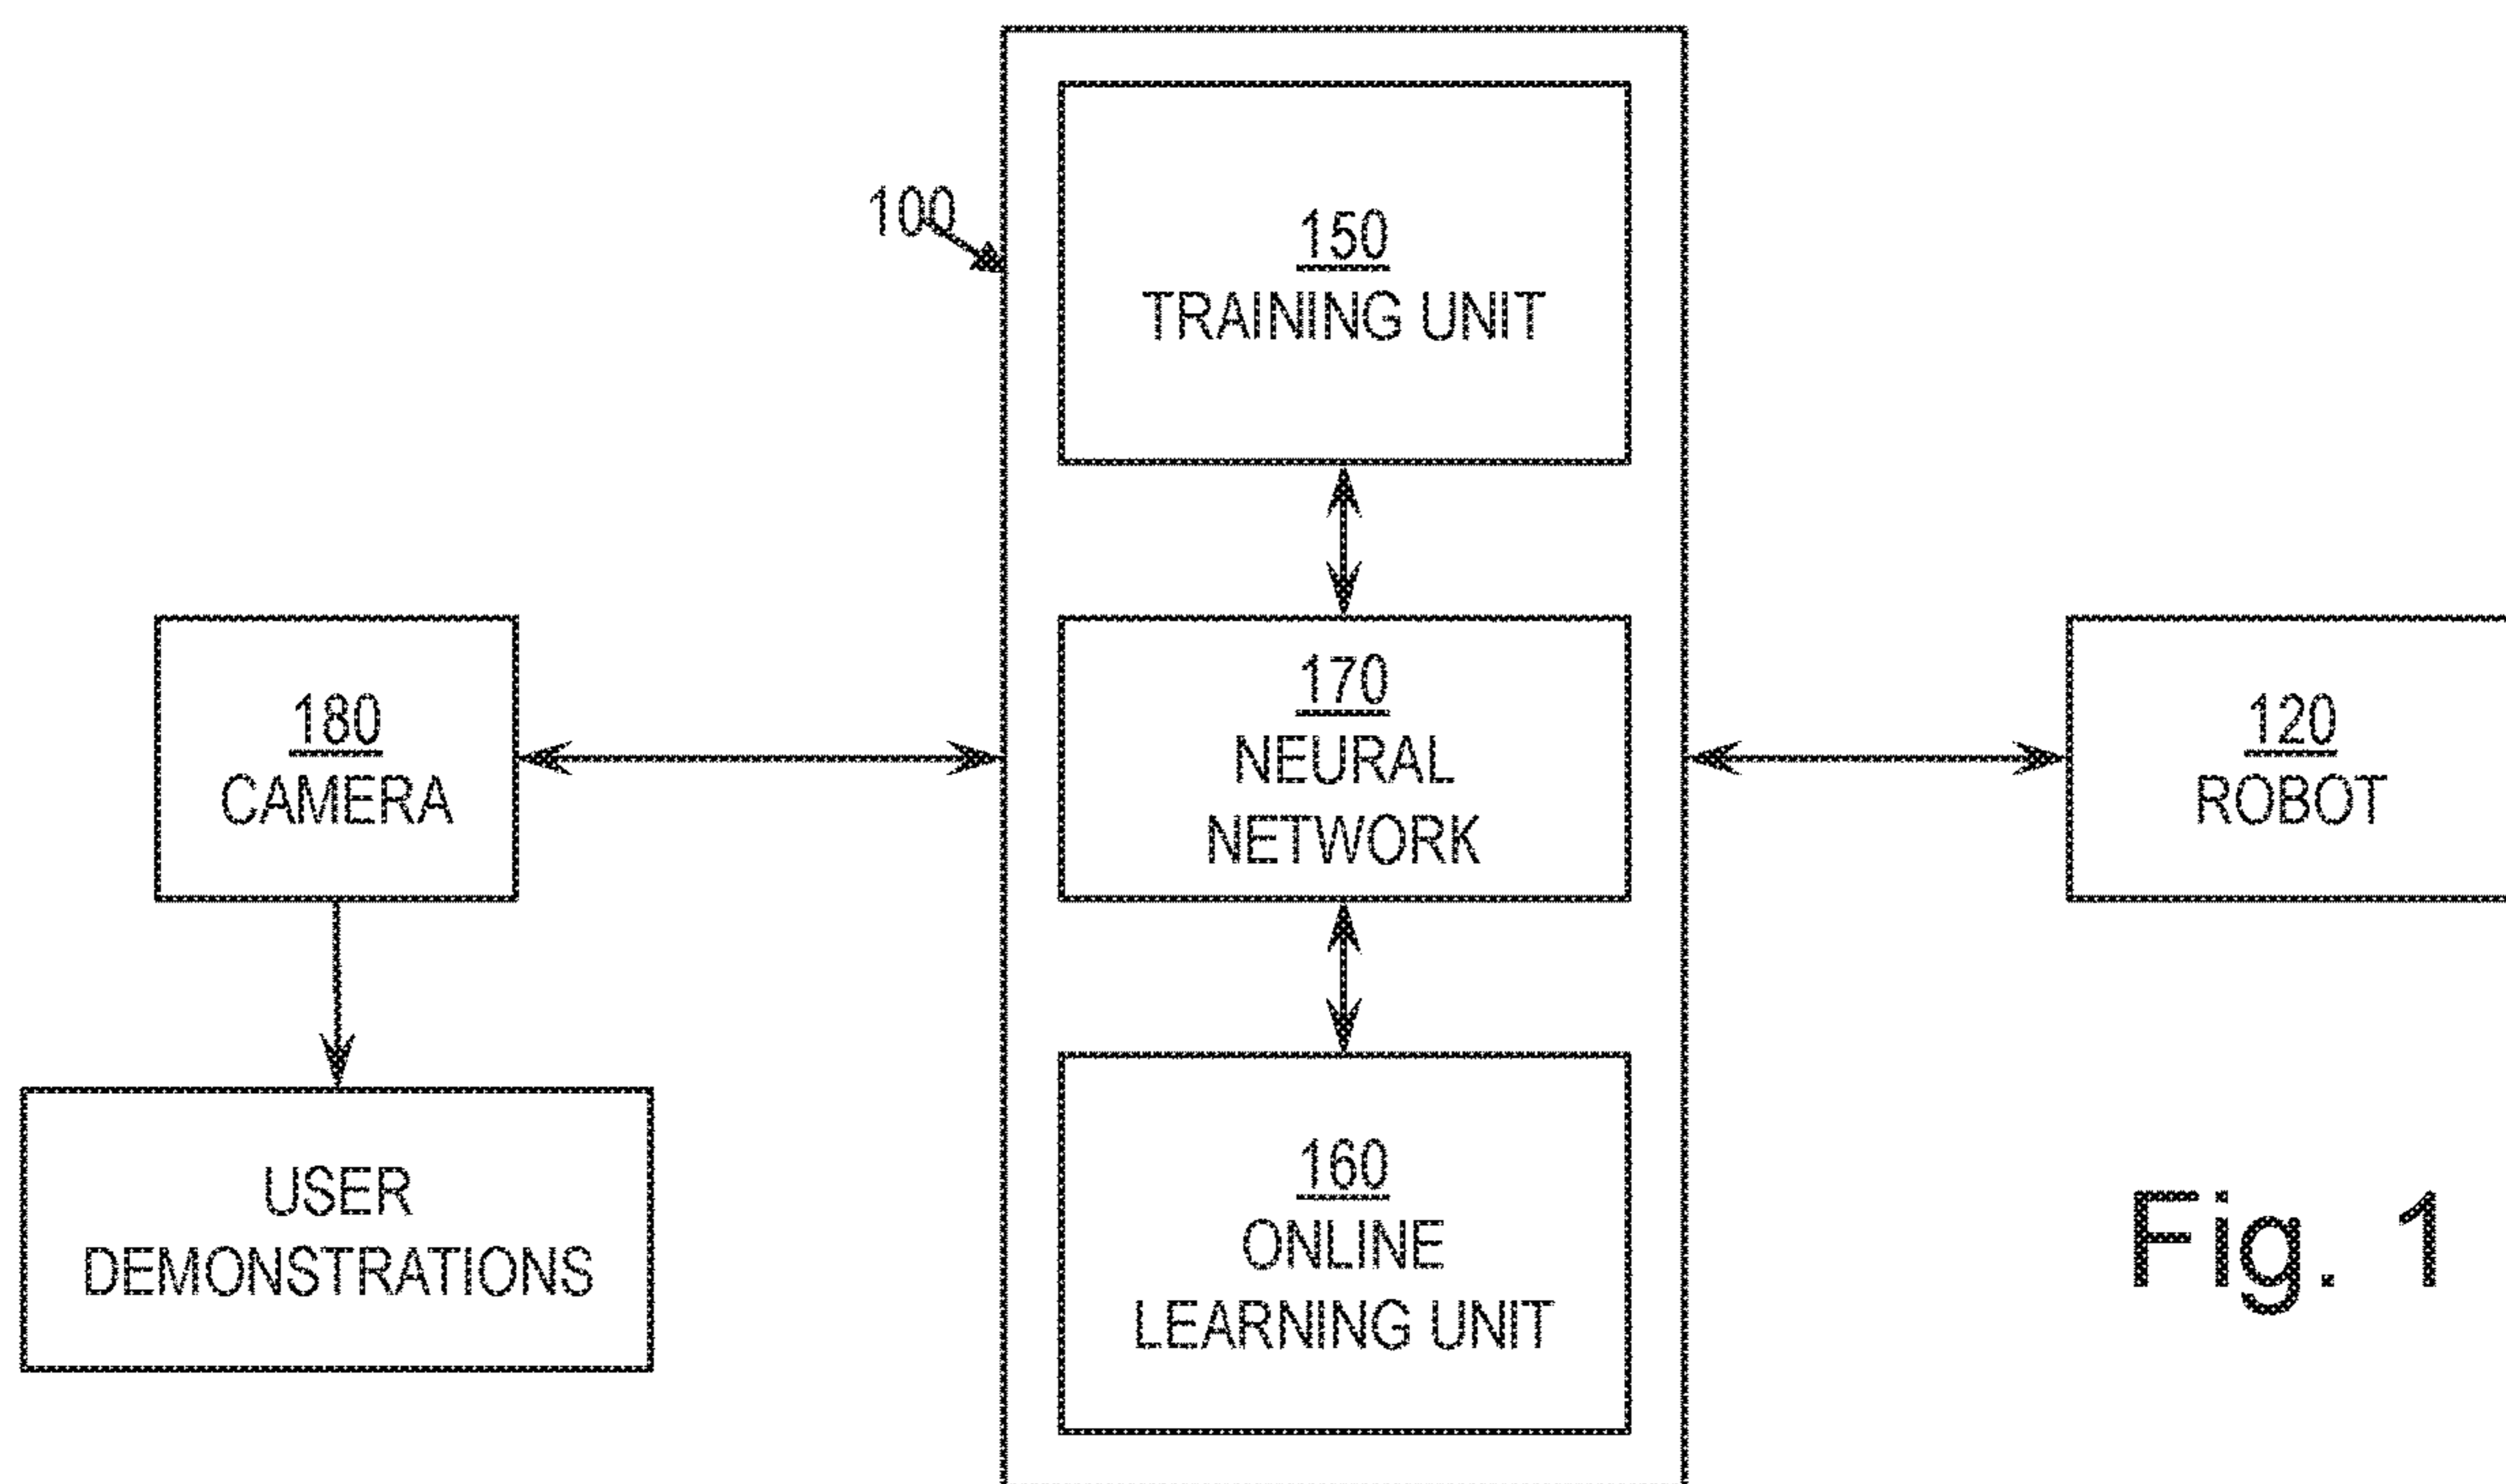 100
150
TRAINING UNIT
180
CAMERA
170
NEURAL
NETWORK
120
ROBOT
USER
DEMONSTRATIONS
160
ONLINE
LEARNING UNIT
Fig. 1